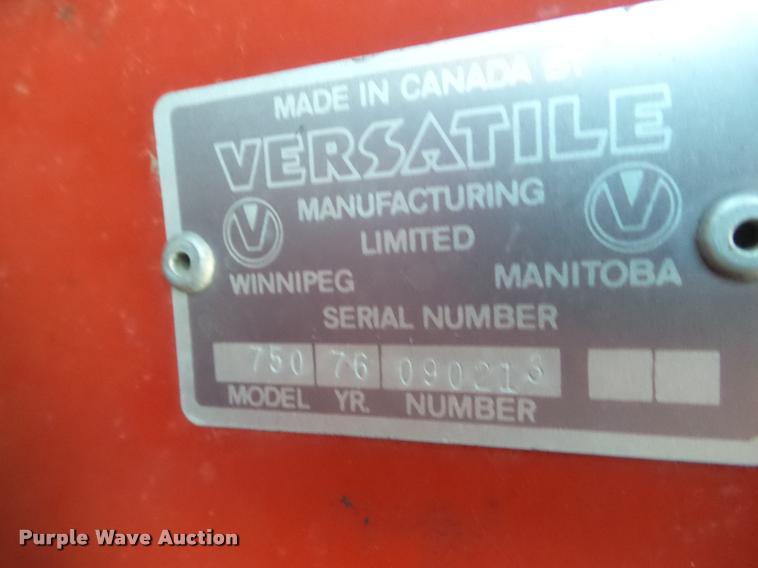 MADE IN CANADA BY
VERSATILE
MANUFACTURING
LIMITED
WINNIPEG MANITOBA
SERIAL NUMBER
750 76 090218
MODEL YR. NUMBER
Purple Wave Auction